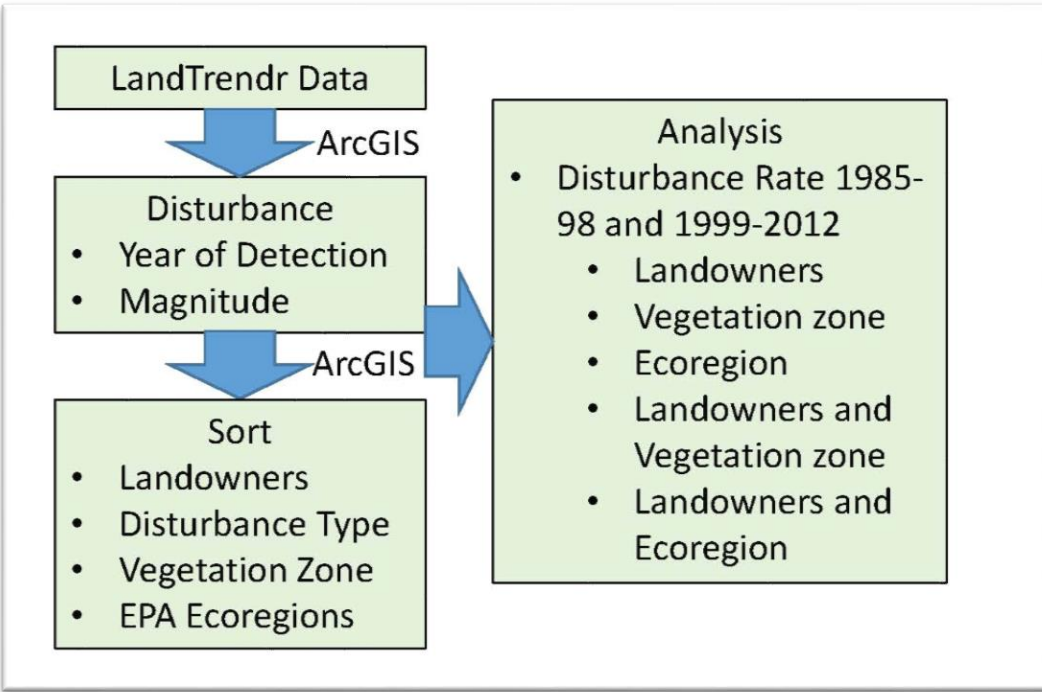 LandTrendr Data
ArcGIS
Disturbance
• Year of Detection
• Magnitude
ArcGIS
Sort
• Landowners
• Disturbance Type
• Vegetation Zone
• EPA Ecoregions
Analysis
• Disturbance Rate 1985-
98 and 1999-2012
• Landowners
• Vegetation zone
• Ecoregion
• Landowners and
Vegetation zone
• Landowners and
Ecoregion